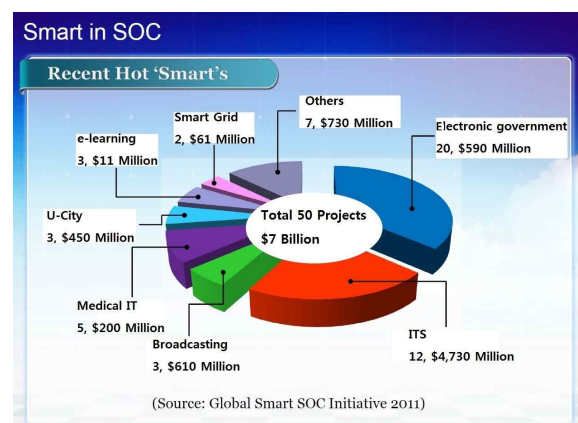 Smart in SOC
Recent Hot ‘Smart’s
Others
7, $730 Million
Smart Grid
2, $61 Million
Electronic government
20, $590 Million
e-learning
3, $11 Million
Total 50 Projects
$7 Billion
U-City
3, $450 Million
Medical IT
5, $200 Million
ITS
12, $4,730 Million
Broadcasting
3, $610 Million
(Source: Global Smart SOC Initiative 2011)